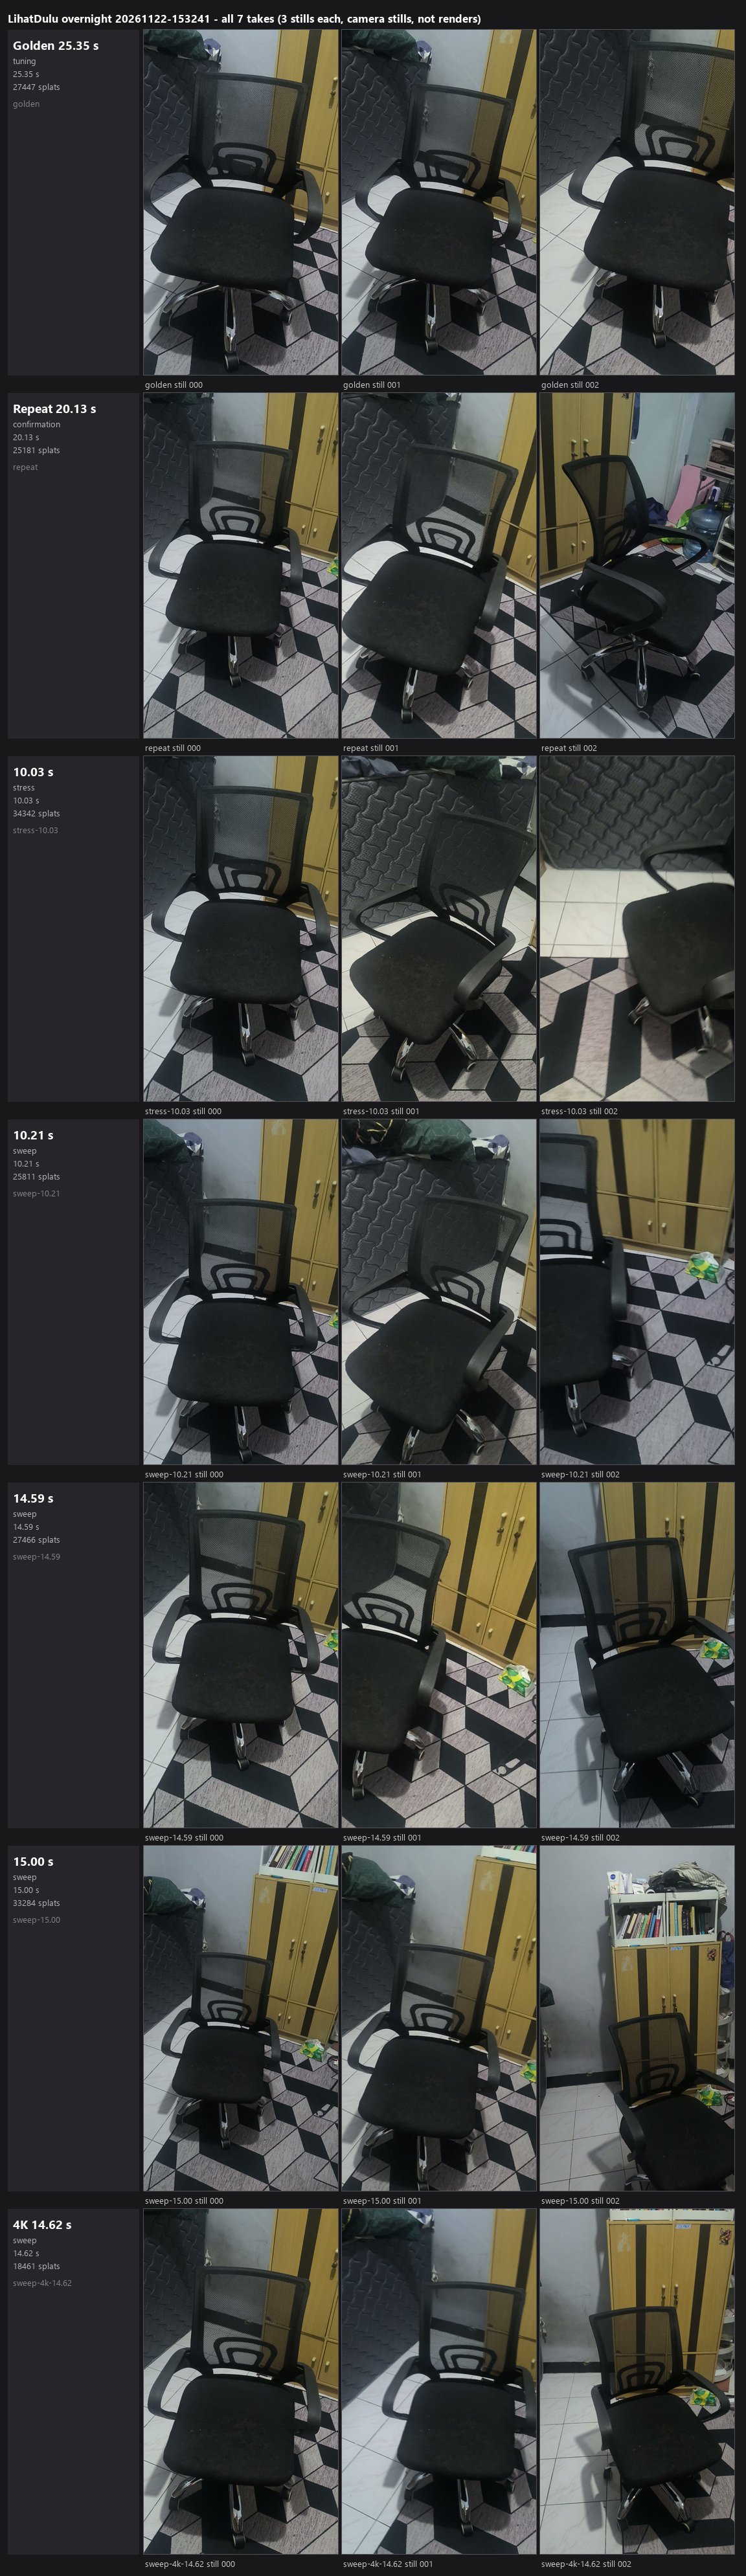 LihatDulu overnight 20261122-153241 - all 7 takes (3 stills each, camera stills, not renders)
Golden 25.35 s
tuning
25.35 s
27447 splats
golden
golden still 000
golden still 001
golden still 002
Repeat 20.13 s
confirmation
20.13 s
25181 splats
repeat
repeat still 000
repeat still 001
repeat still 002
10.03 s
stress
10.03 s
34342 splats
stress-10.03
stress-10.03 still 000
stress-10.03 still 001
stress-10.03 still 002
10.21 s
sweep
10.21 s
25811 splats
sweep-10.21
sweep-10.21 still 000
sweep-10.21 still 001
sweep-10.21 still 002
14.59 s
sweep
14.59 s
27466 splats
sweep-14.59
sweep-14.59 still 000
sweep-14.59 still 001
sweep-14.59 still 002
15.00 s
sweep
15.00 s
33284 splats
sweep-15.00
sweep-15.00 still 000
sweep-15.00 still 001
sweep-15.00 still 002
4K 14.62 s
sweep
14.62 s
18461 splats
sweep-4k-14.62
sweep-4k-14.62 still 000
sweep-4k-14.62 still 001
sweep-4k-14.62 still 002